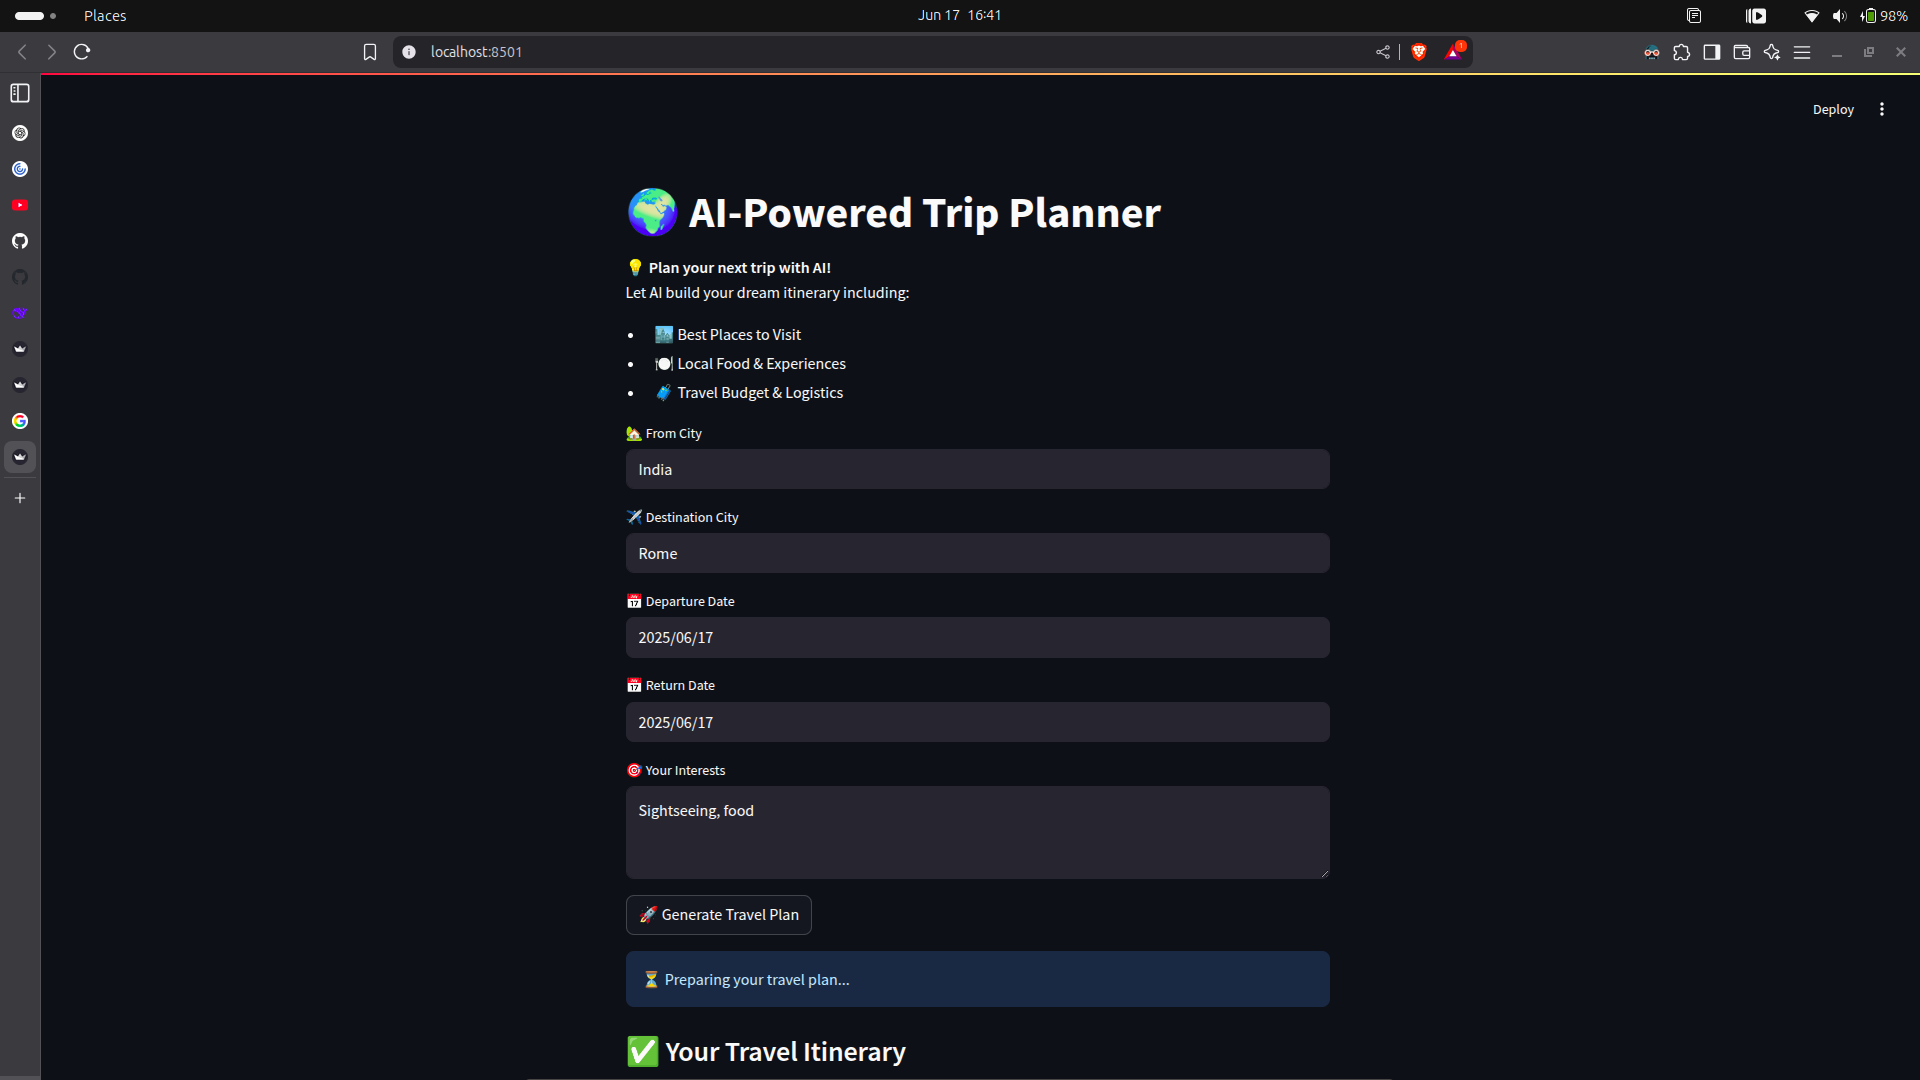 Places
Jun 17 16:41
98%
localhost:8501
1
Deploy
AI-Powered Trip Planner
Plan your next trip with AI!
Let AI build your dream itinerary including:
Best Places to Visit
Local Food & Experiences
Travel Budget & Logistics
From City
India
Destination City
Rome
Departure Date
2025/06/17
Return Date
2025/06/17
Your Interests
Sightseeing, food
Generate Travel Plan
Preparing your travel plan...
Your Travel Itinerary